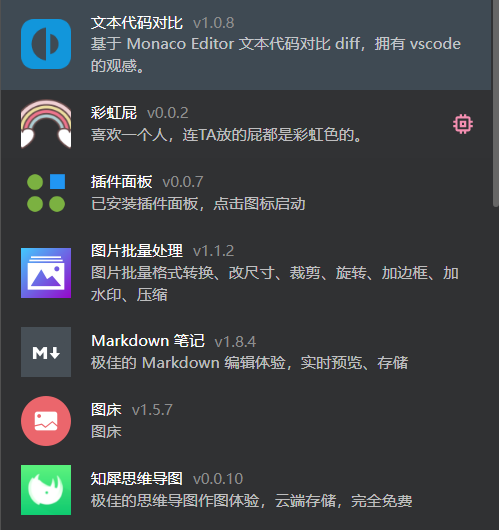 文本代码对比 v1.0.8
基于 Monaco Editor 文本代码对比 diff，拥有 vscode
的观感。
彩虹屁 v0.0.2
喜欢一个人，连TA放的屁都是彩虹色的。
插件面板 v0.0.7
已安装插件面板，点击图标启动
图片批量处理 v1.1.2
图片批量格式转换、改尺寸、裁剪、旋转、加边框、加
水印、压缩
M↓
Markdown 笔记 v1.8.4
极佳的 Markdown 编辑体验，实时预览、存储
图床 v1.5.7
图床
知犀思维导图 v0.0.10
极佳的思维导图作图体验，云端存储，完全免费